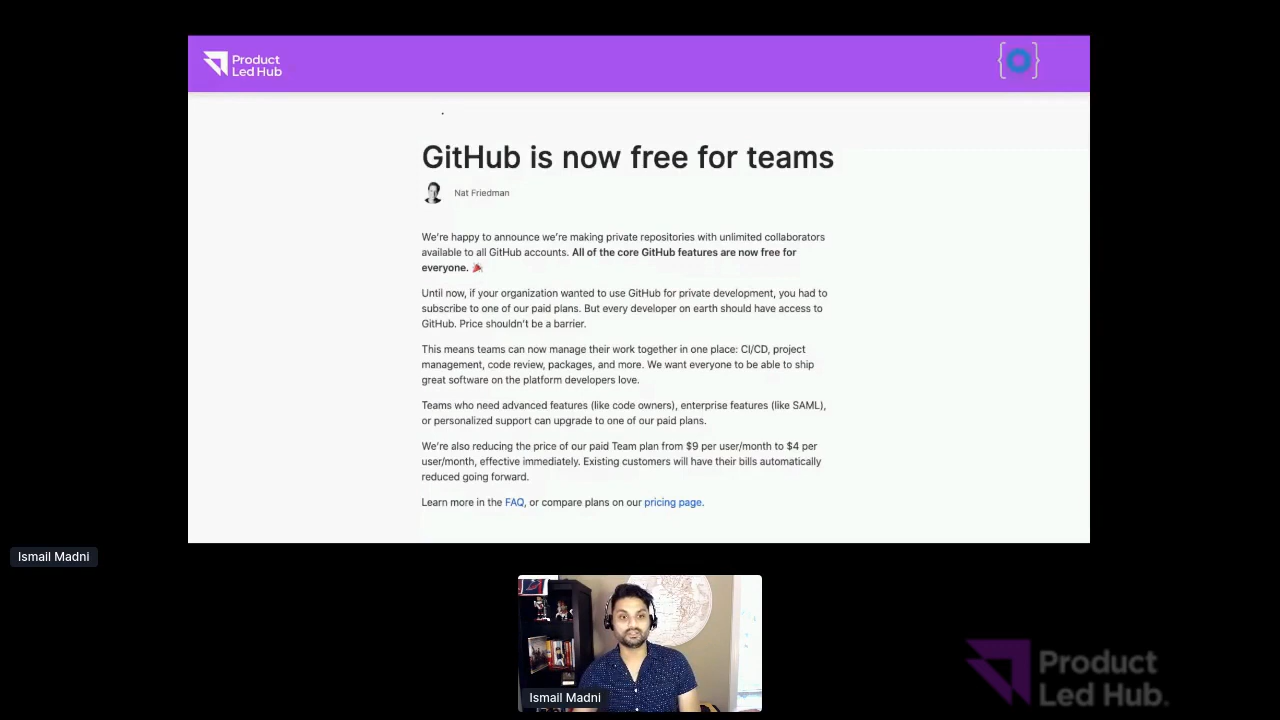 Product
Led Hub
GitHub is now free for teams
Nat Friedman
We're happy to announce we're making private repositories with unlimited collaborators
available to all GitHub accounts. All of the core GitHub features are now free for
everyone. 🎉
Until now, if your organization wanted to use GitHub for private development, you had to
subscribe to one of our paid plans. But every developer on earth should have access to
GitHub. Price shouldn't be a barrier.
This means teams can now manage their work together in one place: CI/CD, project
management, code review, packages, and more. We want everyone to be able to ship
great software on the platform developers love.
Teams who need advanced features (like code owners), enterprise features (like SAML),
or personalized support can upgrade to one of our paid plans.
We're also reducing the price of our paid Team plan from $9 per user/month to $4 per
user/month, effective immediately. Existing customers will have their bills automatically
reduced going forward.
Learn more in the FAQ, or compare plans on our pricing page.
Ismail Madni
Ismail Madni
Product
Led Hub.